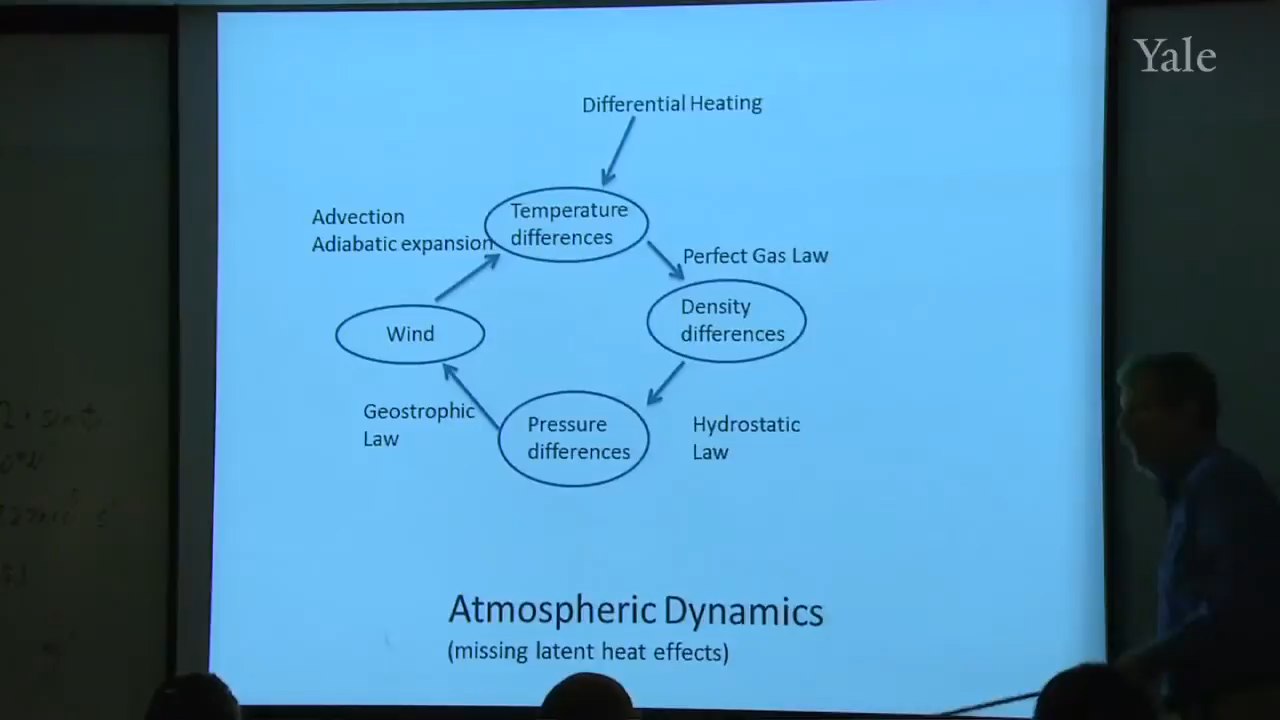 Yale
Differential Heating
Temperature
differences
Advection
Adiabatic expansion
Perfect Gas Law
Density
differences
Wind
Geostrophic
Law
Pressure
differences
Hydrostatic
Law
Atmospheric Dynamics
(missing latent heat effects)